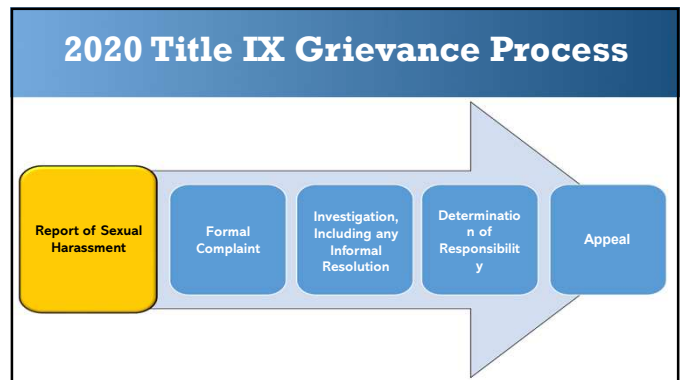 2020 Title IX Grievance Process
Report of Sexual
Harassment
Formal
Complaint
Investigation,
Including any
Informal
Resolution
Determinatio
n of
Responsibilit
y
Appeal